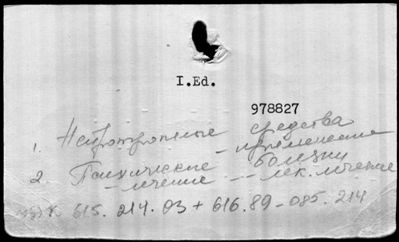 I.Ed.
978827
1. Нейротропные средства
- применение
2 Психические болезни
- лечение -- лек. лечение
УДК 615.214.03 + 616.89-085.214